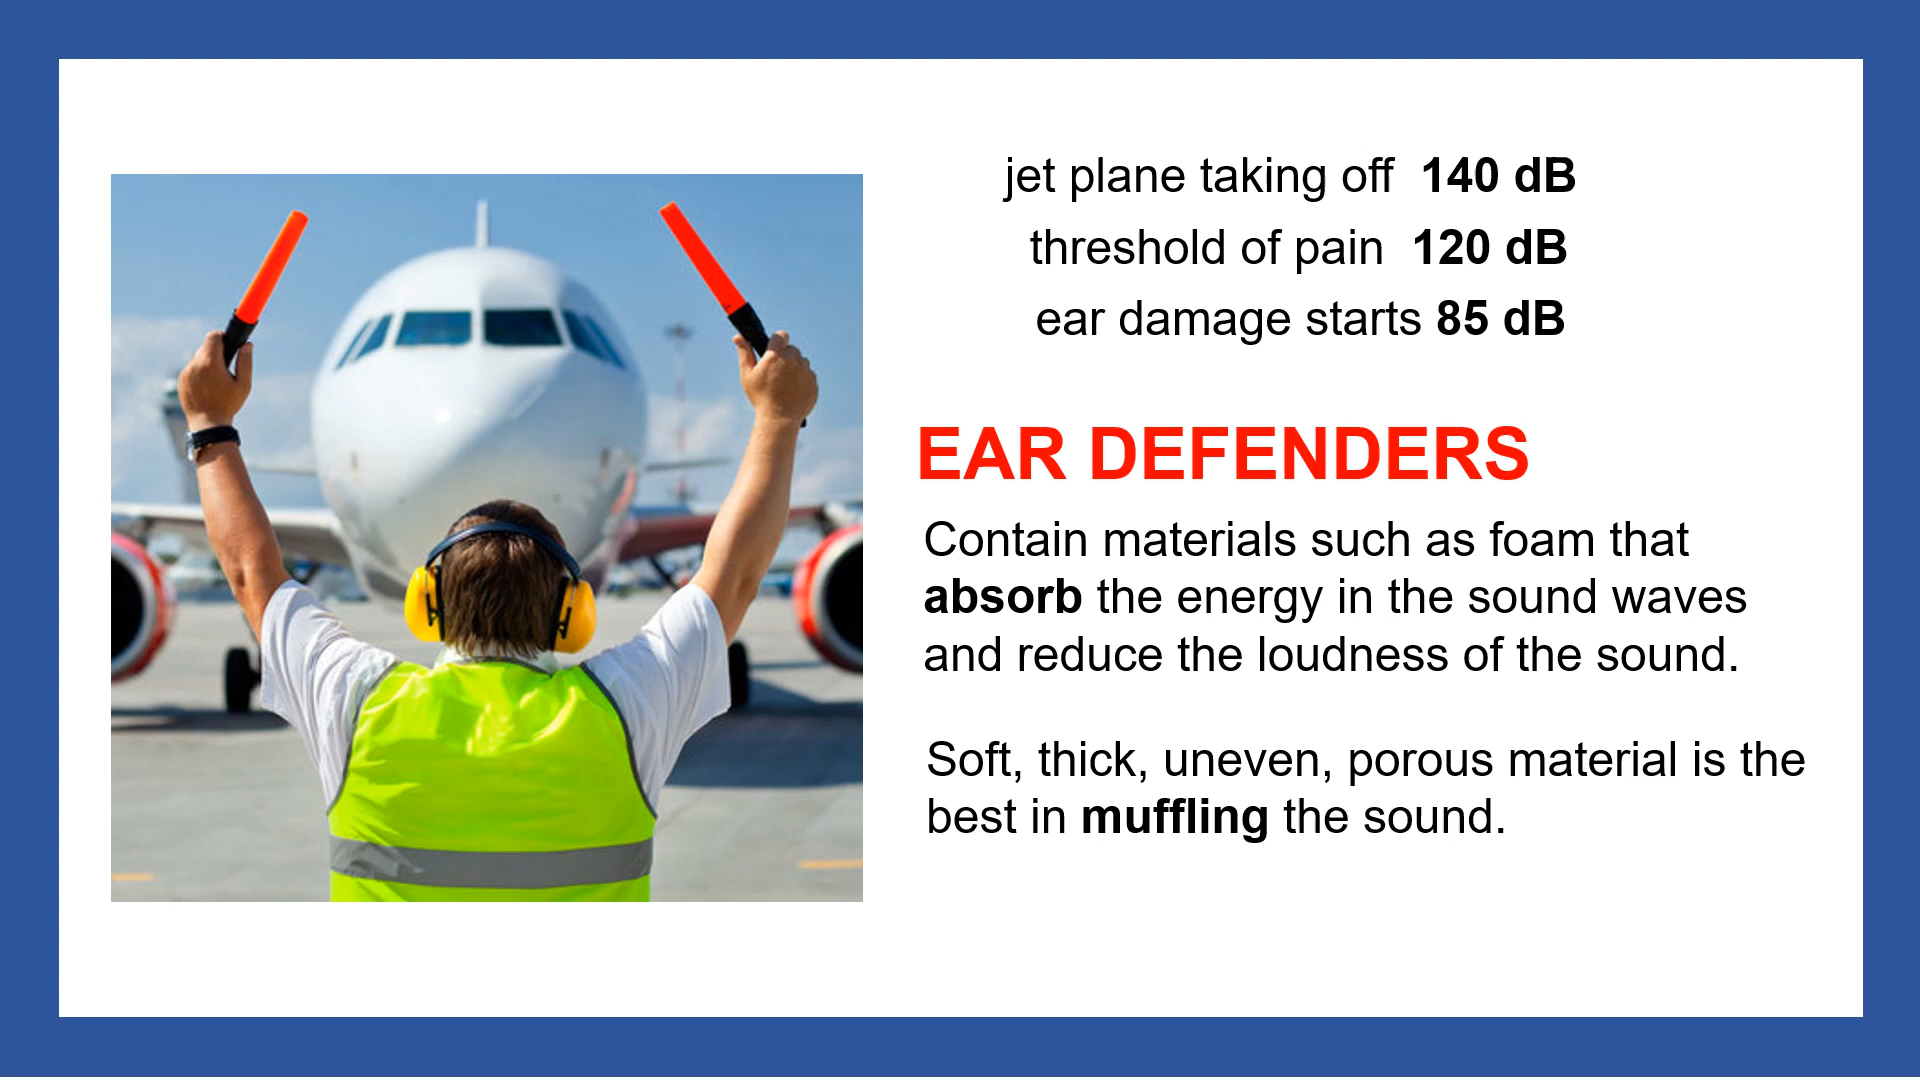 jet plane taking off 140 dB
threshold of pain 120 dB
ear damage starts 85 dB
EAR DEFENDERS
Contain materials such as foam that
absorb the energy in the sound waves
and reduce the loudness of the sound.
Soft, thick, uneven, porous material is the
best in muffling the sound.